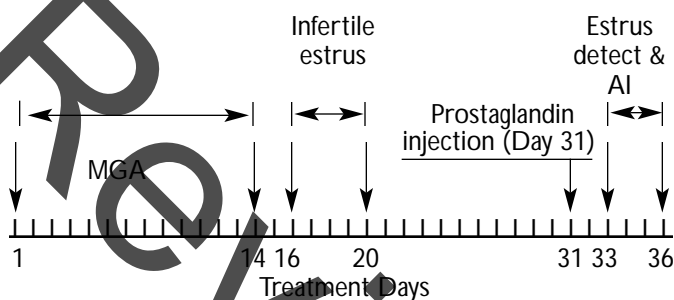 Infertile
estrus
Estrus
detect &
AI
Prostaglandin
injection (Day 31)
MGA
1 14 16 20 31 33 36
Treatment Days